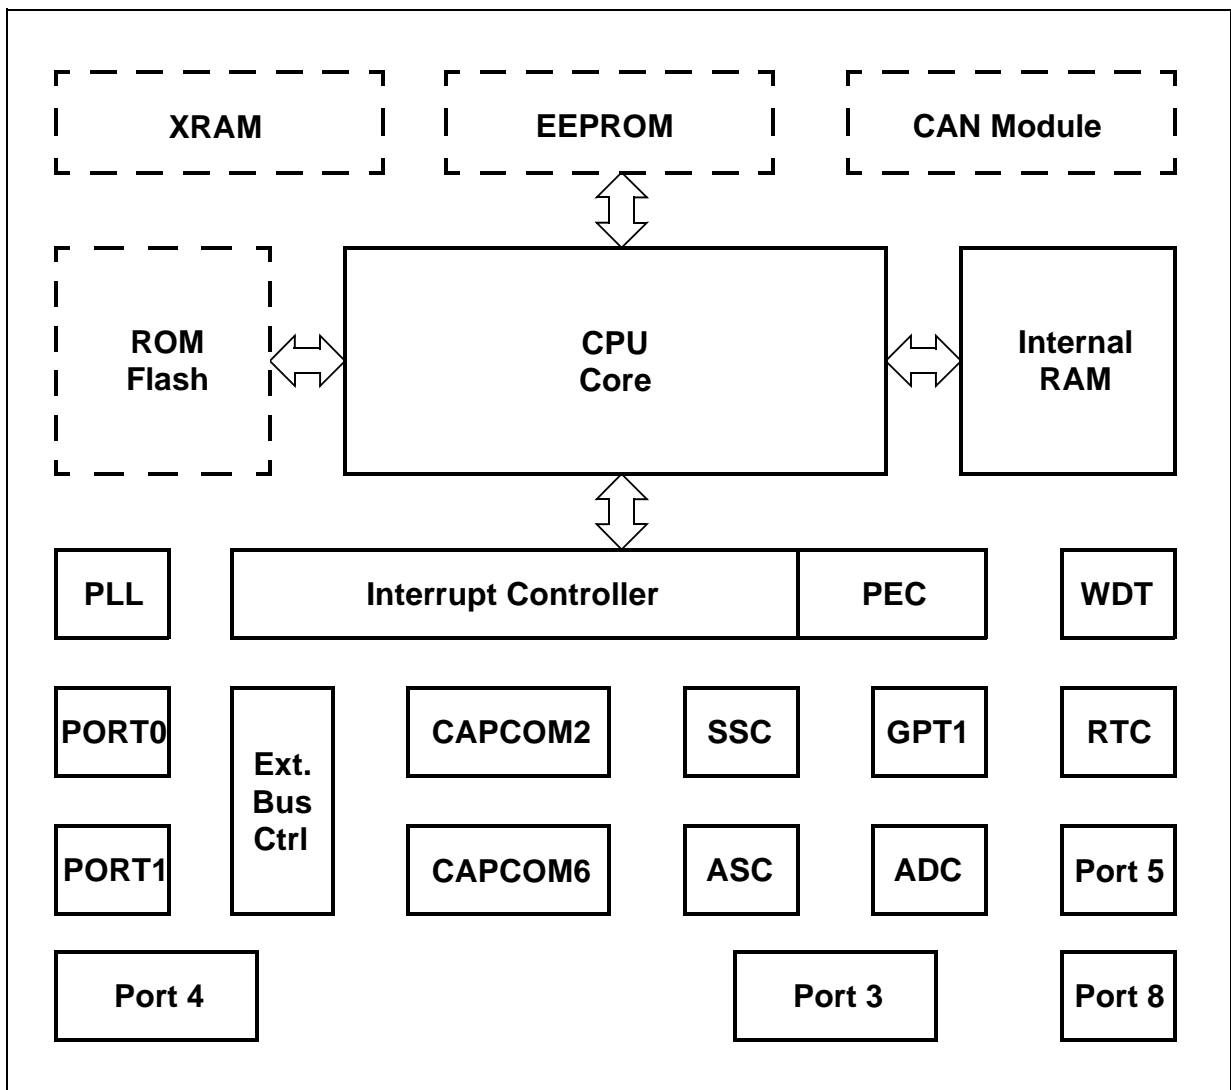 XRAM
EEPROM
CAN Module
ROM
Flash
CPU
Core
Internal
RAM
PLL
Interrupt Controller
PEC
WDT
PORT0
Ext.
Bus
Ctrl
CAPCOM2
SSC
GPT1
RTC
PORT1
CAPCOM6
ASC
ADC
Port 5
Port 4
Port 3
Port 8